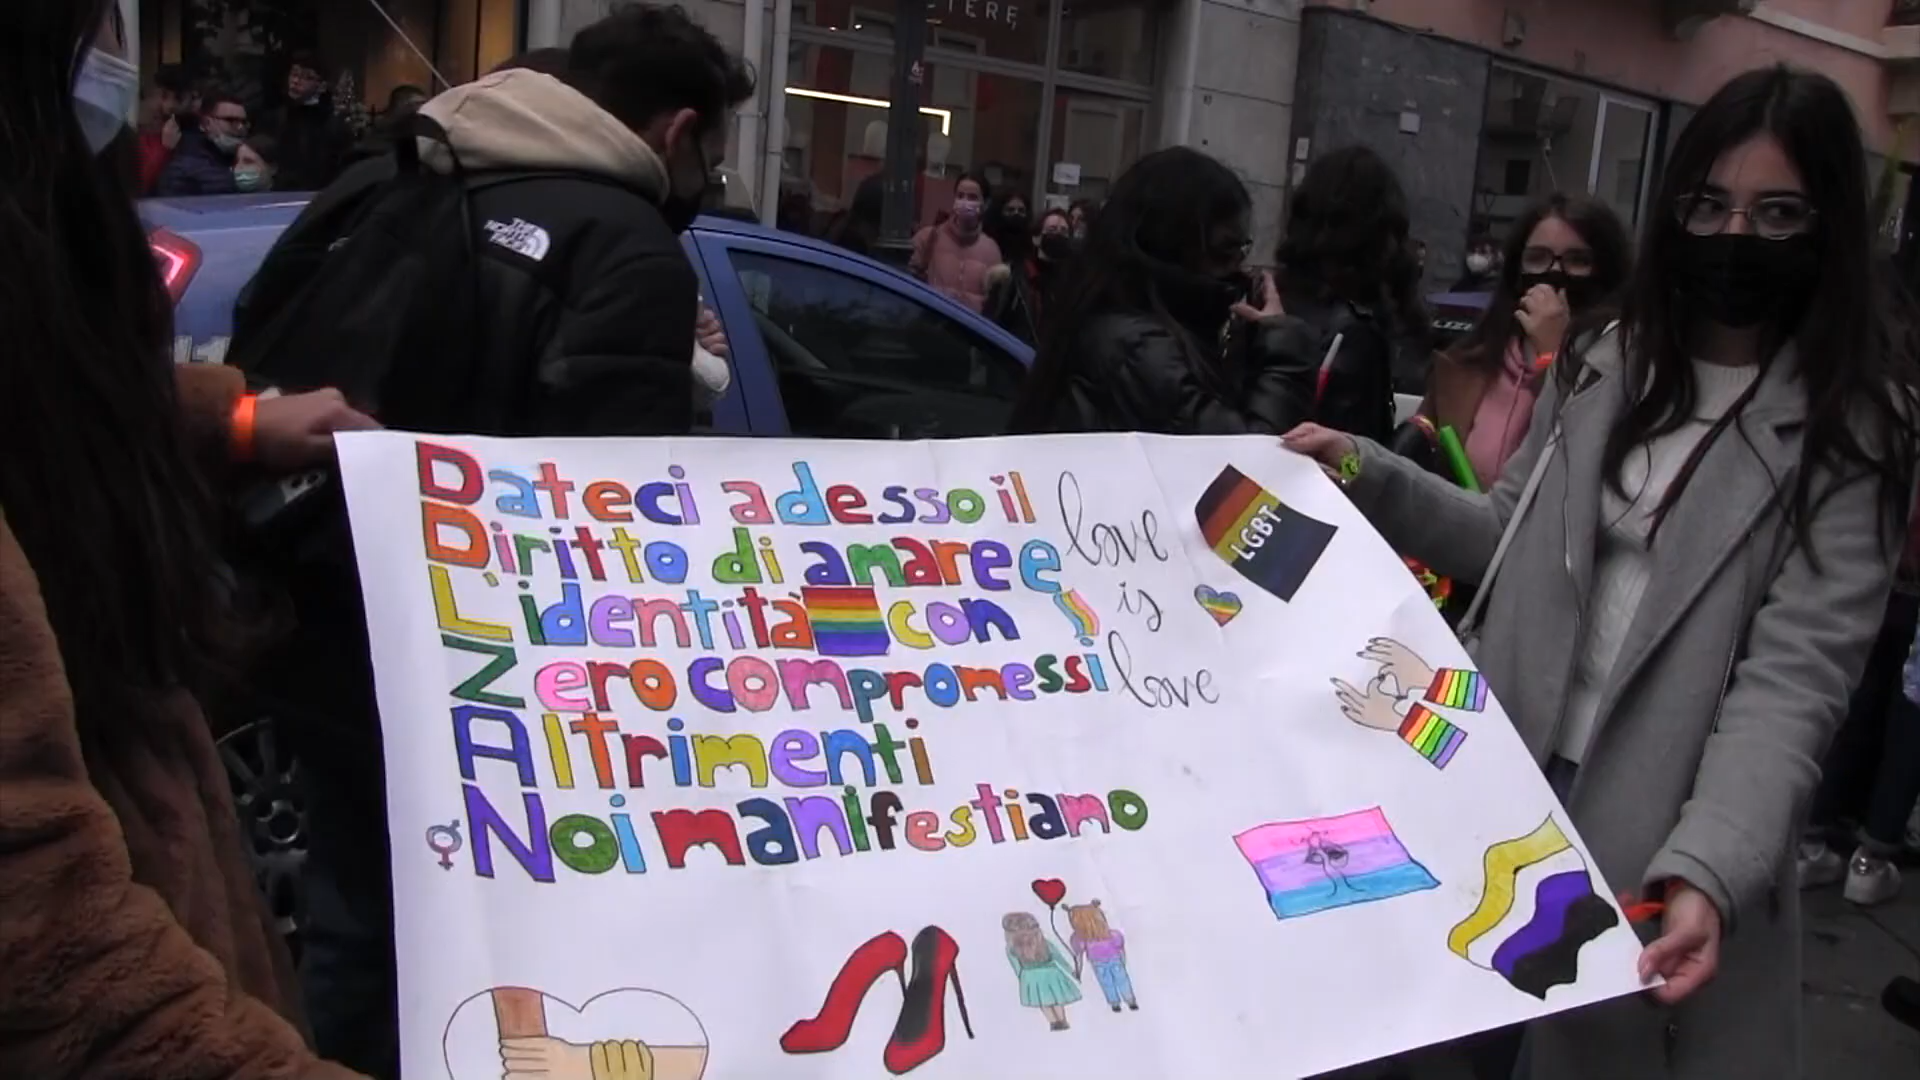 TERE
THE NORTH FACE
Dateci adesso il
Diritto di amare e
L'identità con
Zero compromessi
Altrimenti
Noi manifestiamo
love
is
love
LGBT